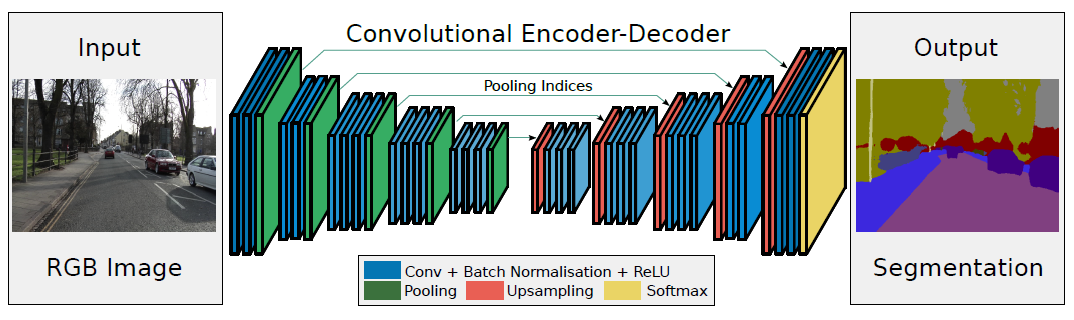 Input
RGB Image
Convolutional Encoder-Decoder
Pooling Indices
Conv + Batch Normalisation + ReLU
Pooling
Upsampling
Softmax
Output
Segmentation